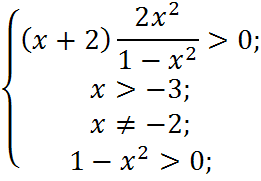 (x + 2) 2x² / (1 − x²) > 0;
x > −3;
x ≠ −2;
1 − x² > 0;